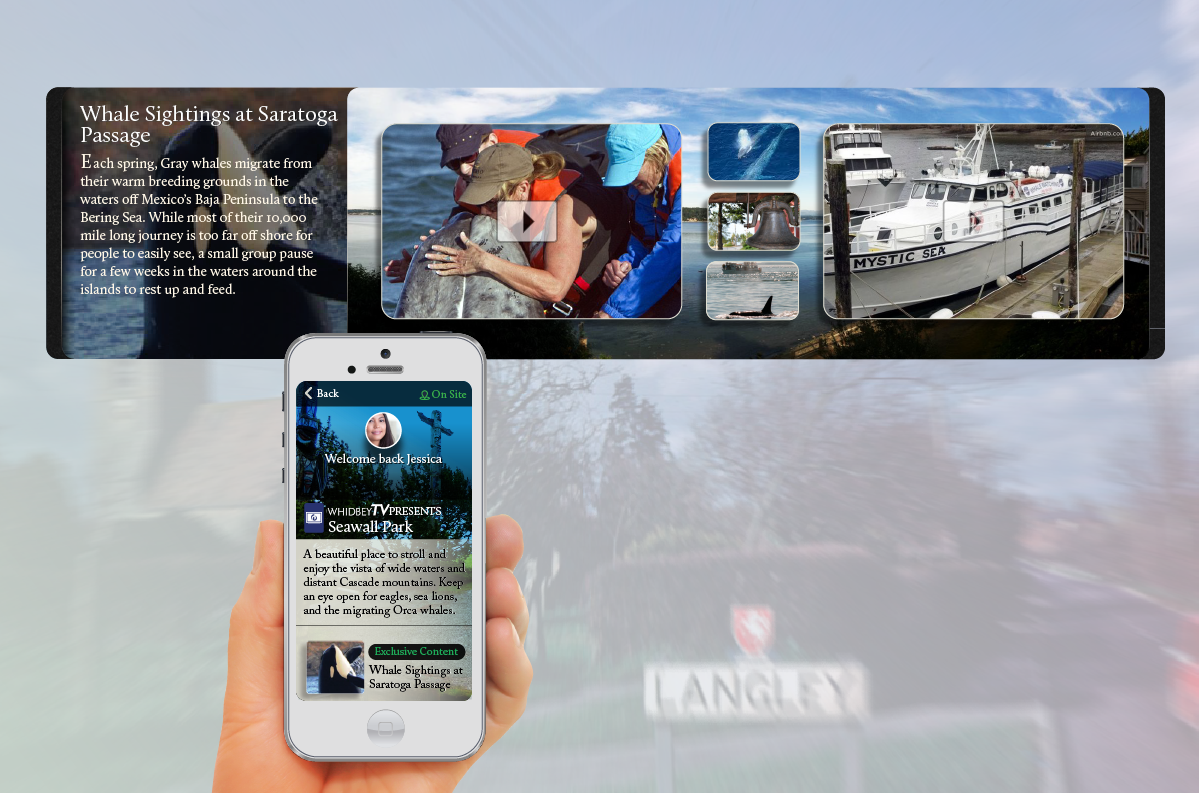 Whale Sightings at Saratoga
Passage
Each spring, Gray whales migrate from
their warm breeding grounds in the
waters off Mexico's Baja Peninsula to the
Bering Sea. While most of their 10,000
mile long journey is too far off shore for
people to easily see, a small group pause
for a few weeks in the waters around the
islands to rest up and feed.
Airbnb.co
MYSTIC SEA
Back
On Site
Welcome back Jessica
WHIDBEYTV PRESENTS
Seawall Park
A beautiful place to stroll and
enjoy the vista of wide waters and
distant Cascade mountains. Keep
an eye open for eagles, sea lions,
and the migrating Orca whales.
Exclusive Content
Whale Sightings at
Saratoga Passage
LANGLEY